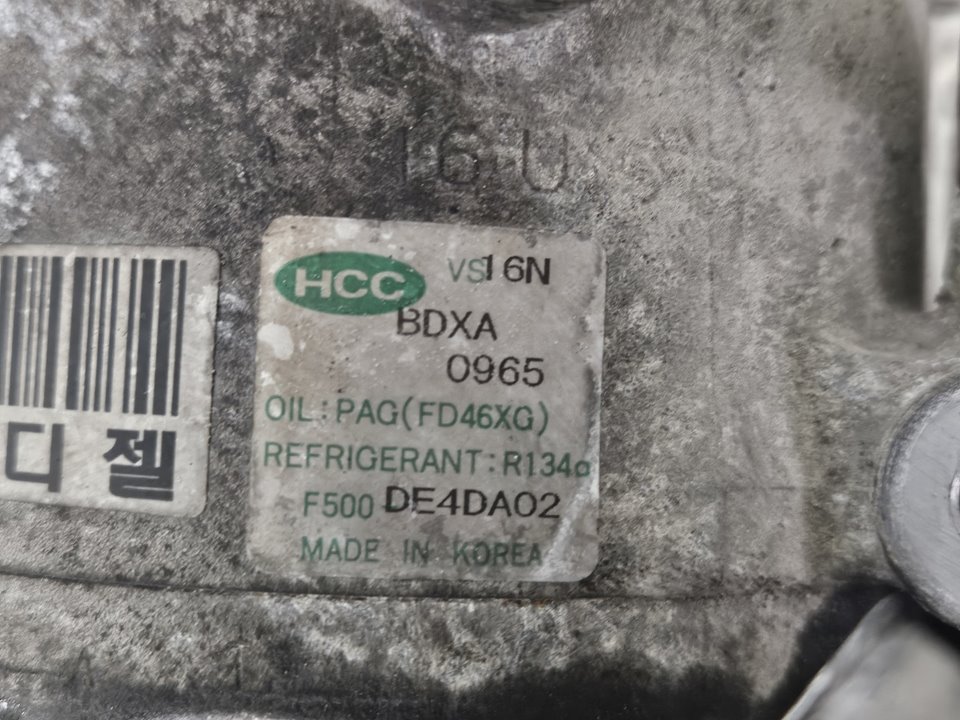 16 U
HCC VS16N
BDXA
0965
OIL:PAG(FD46XG)
REFRIGERANT:R134a
F500 DE4DA02
MADE IN KOREA
디젤